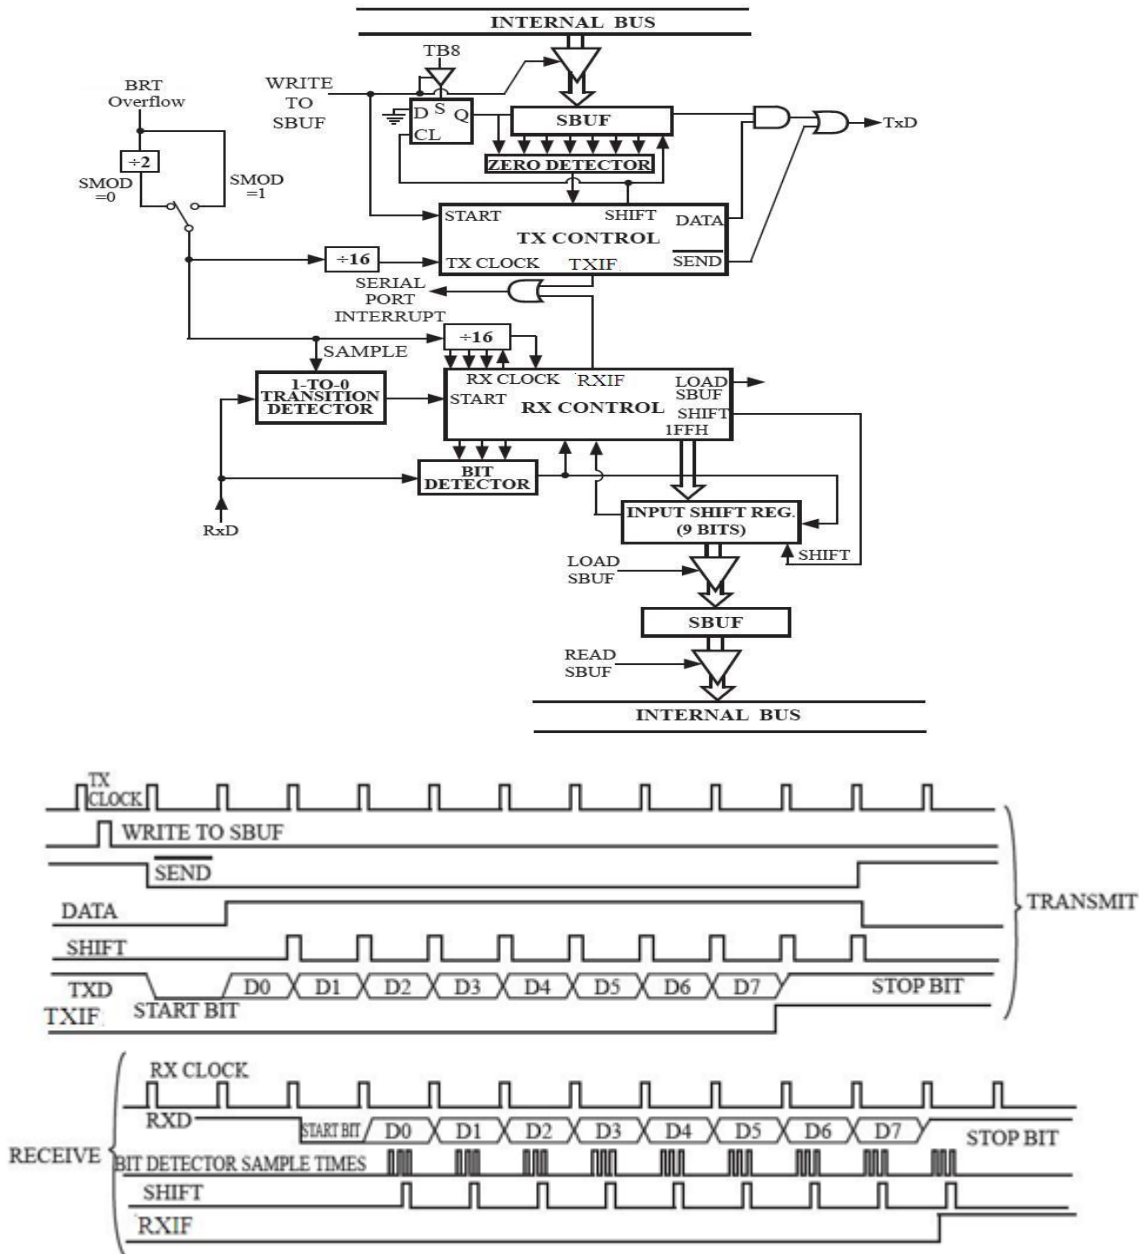 INTERNAL BUS
TB8
WRITE
TO
SBUF
BRT
Overflow
D S Q
CL
SBUF
TxD
÷2
ZERO DETECTOR
SMOD
=0
SMOD
=1
START
SHIFT
DATA
TX CONTROL
÷16
TX CLOCK
TXIF
SEND
SERIAL
PORT
INTERRUPT
÷16
SAMPLE
RX CLOCK
RXIF
LOAD
SBUF
1-TO-0
TRANSITION
DETECTOR
START
RX CONTROL
SHIFT
1FFH
BIT
DETECTOR
RxD
INPUT SHIFT REG.
(9 BITS)
SHIFT
LOAD
SBUF
SBUF
READ
SBUF
INTERNAL BUS
TX
CLOCK
WRITE TO SBUF
SEND
DATA
TRANSMIT
SHIFT
TXD
D0 D1 D2 D3 D4 D5 D6 D7
STOP BIT
START BIT
TXIF
RX CLOCK
RXD
START BIT D0 D1 D2 D3 D4 D5 D6 D7
STOP BIT
RECEIVE
BIT DETECTOR SAMPLE TIMES
SHIFT
RXIF